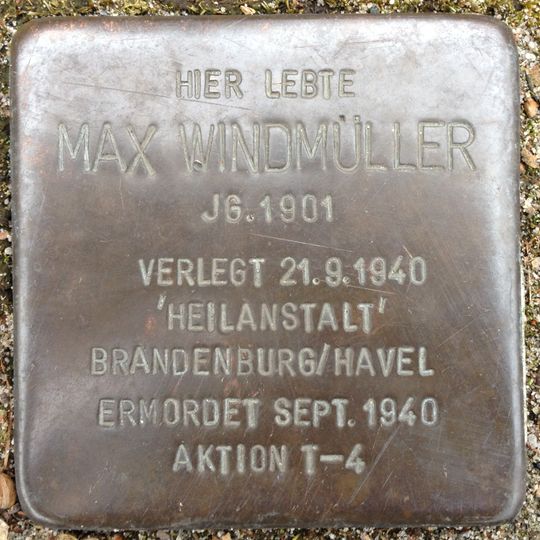 HIER LEBTE
MAX WINDMÜLLER
JG. 1901
VERLEGT 21.9.1940
'HEILANSTALT'
BRANDENBURG/HAVEL
ERMORDET SEPT. 1940
AKTION T-4